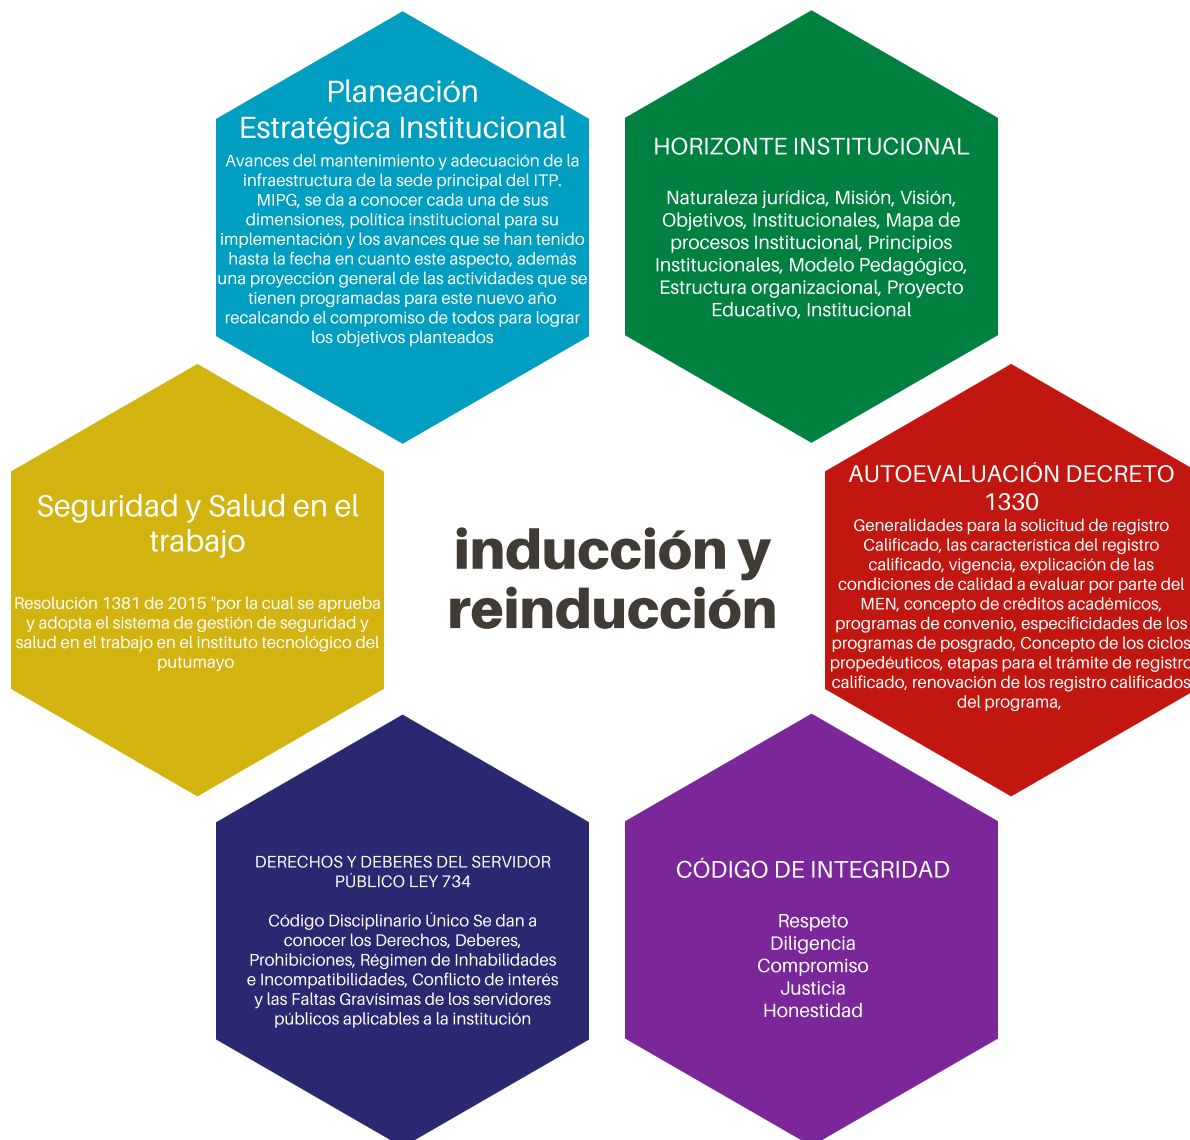 Planeación
Estratégica Institucional
Avances del mantenimiento y adecuación de la
infraestructura de la sede principal del ITP.
MIPG, se da a conocer cada una de sus
dimensiones, política institucional para su
implementación y los avances que se han tenido
hasta la fecha en cuanto este aspecto, además
una proyección general de las actividades que se
tienen programadas para este nuevo año
recalcando el compromiso de todos para lograr
los objetivos planteados
HORIZONTE INSTITUCIONAL
Naturaleza jurídica, Misión, Visión,
Objetivos, Institucionales, Mapa de
procesos Institucional, Principios
Institucionales, Modelo Pedagógico,
Estructura organizacional, Proyecto
Educativo, Institucional
Seguridad y Salud en el
trabajo
Resolución 1381 de 2015 "por la cual se aprueba
y adopta el sistema de gestión de seguridad y
salud en el trabajo en el instituto tecnológico del
putumayo
inducción y
reinducción
AUTOEVALUACIÓN DECRETO
1330
Generalidades para la solicitud de registro
Calificado, las característica del registro
calificado, vigencia, explicación de las
condiciones de calidad a evaluar por parte del
MEN, concepto de créditos académicos,
programas de convenio, especificidades de los
programas de posgrado, Concepto de los ciclos
propedéuticos, etapas para el trámite de registro
calificado, renovación de los registro calificados
del programa,
DERECHOS Y DEBERES DEL SERVIDOR
PÚBLICO LEY 734
Código Disciplinario Único Se dan a
conocer los Derechos, Deberes,
Prohibiciones, Régimen de Inhabilidades
e Incompatibilidades, Conflicto de interés
y las Faltas Gravísimas de los servidores
públicos aplicables a la institución
CÓDIGO DE INTEGRIDAD
Respeto
Diligencia
Compromiso
Justicia
Honestidad